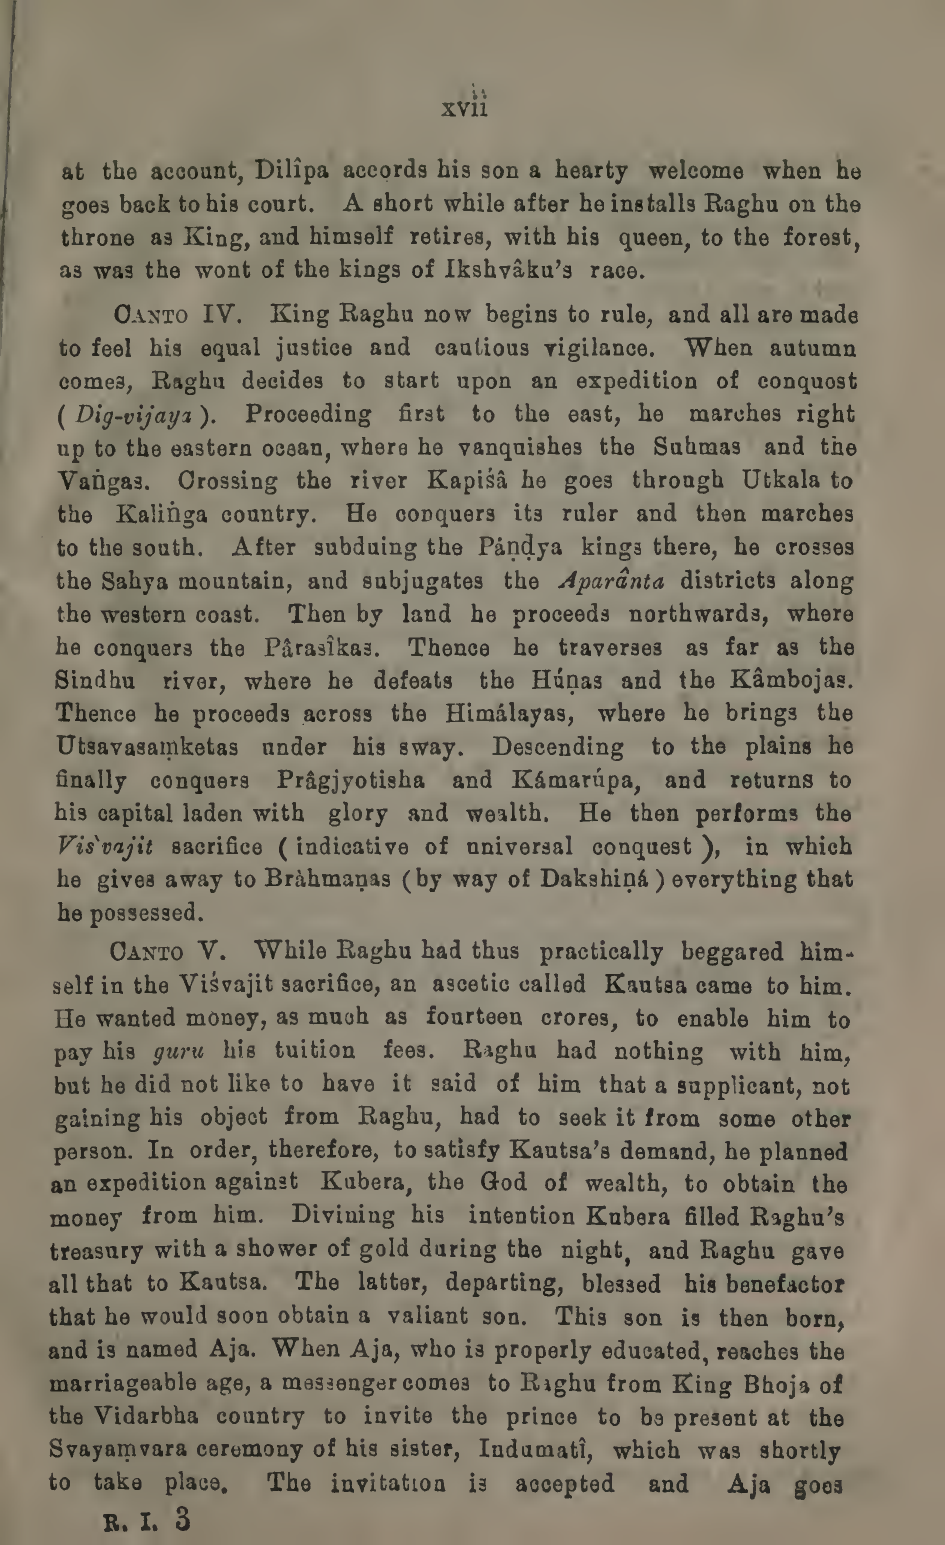 xvii
at the account, Dilîpa accords his son a hearty welcome when he
goes back to his court. A short while after he installs Raghu on the
throne as King, and himself retires, with his queen, to the forest,
as was the wont of the kings of Ikshvâku's race.
CANTO IV. King Raghu now begins to rule, and all are made
to feel his equal justice and cautious vigilance. When autumn
comes, Raghu decides to start upon an expedition of conquost
( Dig-vijaya ). Proceeding first to the east, he marches right
up to the eastern ocean, where he vanquishes the Suhmas and the
Vaṅgas. Crossing the river Kapiśâ he goes through Utkala to
the Kaliṅga country. He conquers its ruler and then marches
to the south. After subduing the Páṇḍya kings there, he crosses
the Sahya mountain, and subjugates the Aparânta districts along
the western coast. Then by land he proceeds northwards, where
he conquers the Pârasîkas. Thence he traverses as far as the
Sindhu river, where he defeats the Húṇas and the Kâmbojas.
Thence he proceeds across the Himálayas, where he brings the
Utsavasaṃketas under his sway. Descending to the plains he
finally conquers Prâgjyotisha and Kámarúpa, and returns to
his capital laden with glory and wealth. He then performs the
Vis'vajit sacrifice ( indicative of universal conquest ), in which
he gives away to Bràhmaṇas ( by way of Dakshiṇá ) everything that
he possessed.
CANTO V. While Raghu had thus practically beggared him-
self in the Viśvajit sacrifice, an ascetic called Kautsa came to him.
He wanted money, as much as fourteen crores, to enable him to
pay his guru his tuition fees. Raghu had nothing with him,
but he did not like to have it said of him that a supplicant, not
gaining his object from Raghu, had to seek it from some other
person. In order, therefore, to satisfy Kautsa's demand, he planned
an expedition against Kubera, the God of wealth, to obtain the
money from him. Divining his intention Kubera filled Raghu's
treasury with a shower of gold during the night, and Raghu gave
all that to Kautsa. The latter, departing, blessed his benefactor
that he would soon obtain a valiant son. This son is then born,
and is named Aja. When Aja, who is properly educated, reaches the
marriageable age, a messenger comes to Raghu from King Bhoja of
the Vidarbha country to invite the prince to be present at the
Svayaṃvara ceremony of his sister, Indumatî, which was shortly
to take place. The invitation is accepted and Aja goes
R. I. 3